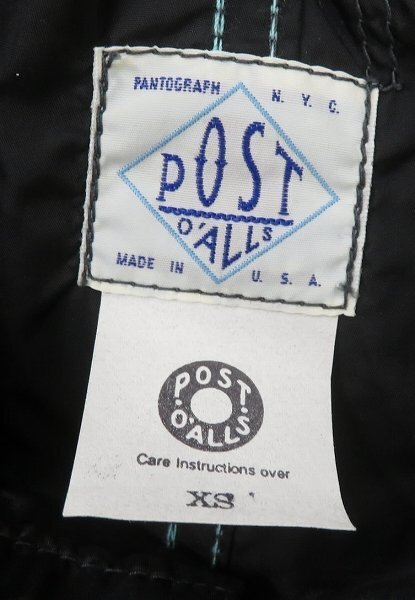 PANTOGRAPH N. Y. C.
POST
O'ALLS
MADE IN U. S. A.
POST
O'ALLS
Care Instructions over
XS